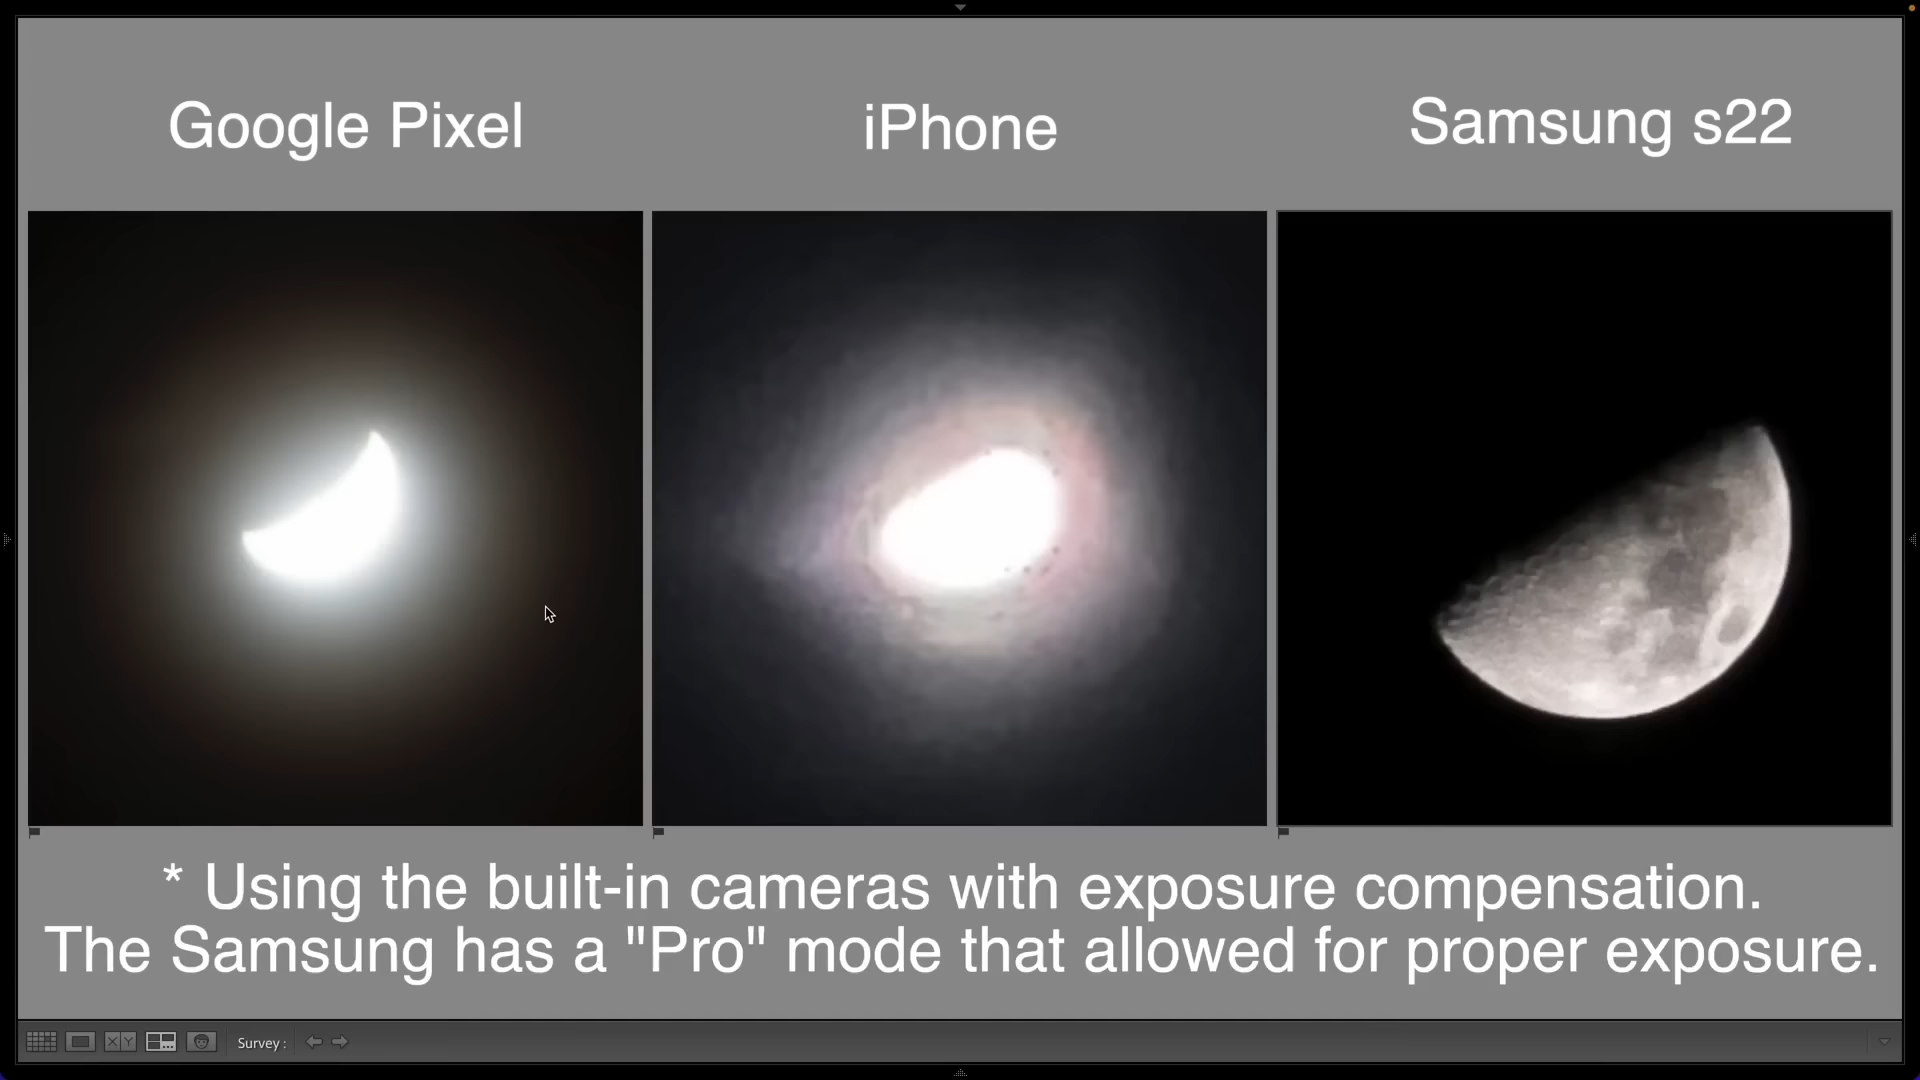 Google Pixel
iPhone
Samsung s22
* Using the built-in cameras with exposure compensation.
The Samsung has a "Pro" mode that allowed for proper exposure.
XY
Survey :